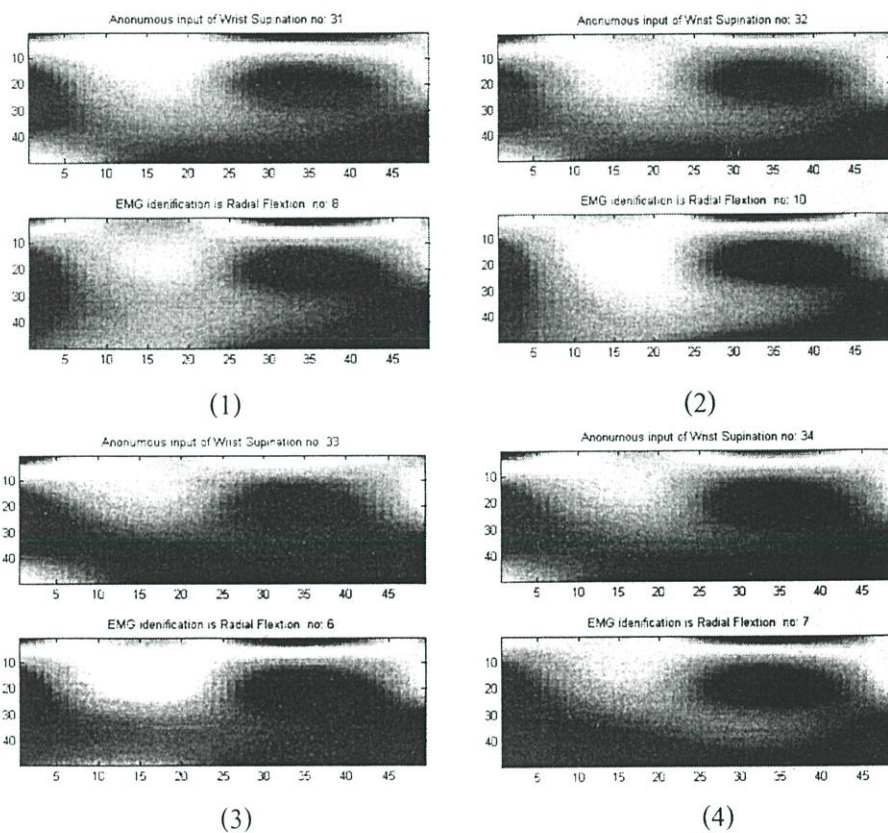 Anonumous input of Wrist Supination no: 31
10
20
30
40
5 10 15 20 25 30 35 40 45
EMG idenification is Radial Flextion no: 8
10
20
30
40
5 10 15 20 25 30 35 40 45
(1)
Anonumous input of Wrist Supination no: 32
10
20
30
40
5 10 15 20 25 30 35 40 45
EMG idenification is Radial Flextion no: 10
10
20
30
40
5 10 15 20 25 30 35 40 45
(2)
Anonumous input of Wrist Supination no: 33
10
20
30
40
5 10 15 20 25 30 35 40 45
EMG idenification is Radial Flextion no: 6
10
20
30
40
5 10 15 20 25 30 35 40 45
(3)
Anonumous input of Wrist Supination no: 34
10
20
30
40
5 10 15 20 25 30 35 40 45
EMG idenification is Radial Flextion no: 7
10
20
30
40
5 10 15 20 25 30 35 40 45
(4)